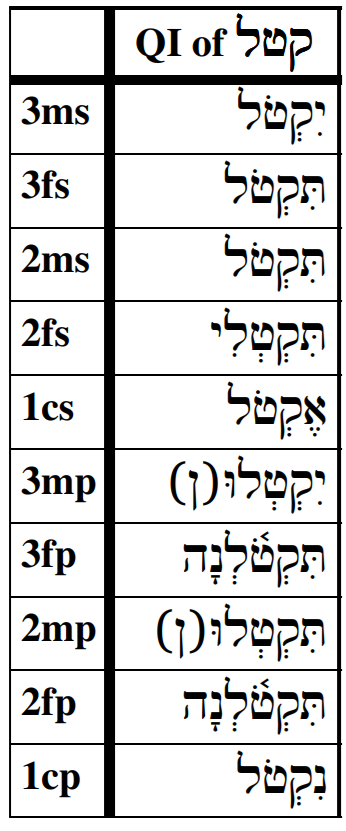 QI of קטל
3ms יִקְטֹל
3fs תִּקְטֹל
2ms תִּקְטֹל
2fs תִּקְטְלִי
1cs אֶקְטֹל
3mp יִקְטְלוּ(ן)
3fp תִּקְטֹ֫לְנָה
2mp תִּקְטְלוּ(ן)
2fp תִּקְטֹ֫לְנָה
1cp נִקְטֹל